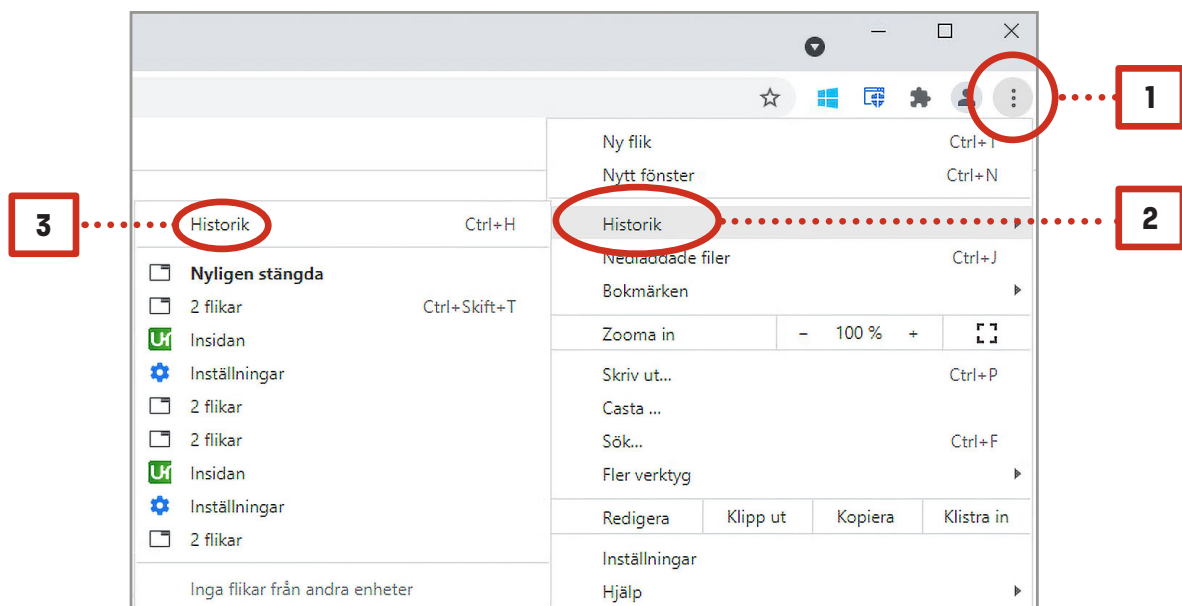 1
Ny flik Ctrl+T
Nytt fönster Ctrl+N
2
Historik
3
Historik Ctrl+H
Nedladdade filer Ctrl+J
Nyligen stängda
Bokmärken
2 flikar Ctrl+Skift+T
Zooma in - 100 % +
Insidan
Inställningar
Skriv ut... Ctrl+P
2 flikar
Casta ...
2 flikar
Sök... Ctrl+F
Insidan
Fler verktyg
Inställningar
Redigera Klipp ut Kopiera Klistra in
2 flikar
Inställningar
Inga flikar från andra enheter
Hjälp